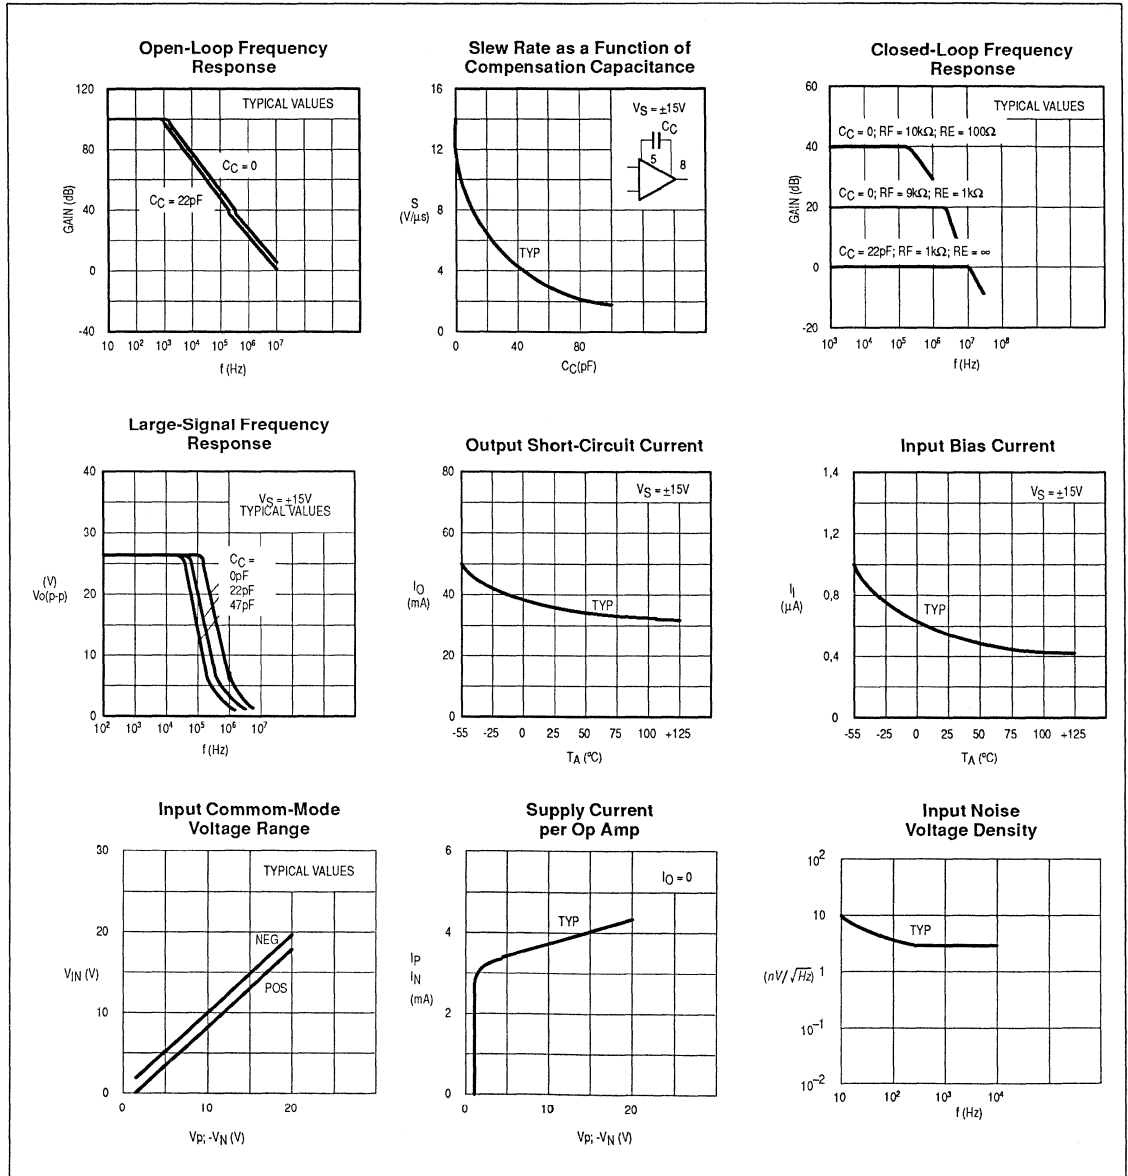 Open-Loop Frequency
Response
120
80
40
0
-40
GAIN (dB)
TYPICAL VALUES
CC = 0
CC = 22pF
10 10² 10³ 10⁴ 10⁵ 10⁶ 10⁷
f (Hz)
Slew Rate as a Function of
Compensation Capacitance
16
12
8
4
0
S
(V/µs)
VS = ±15V
CC
5
8
TYP
0 40 80
CC(pF)
Closed-Loop Frequency
Response
60
40
20
0
-20
GAIN (dB)
TYPICAL VALUES
CC = 0; RF = 10kΩ; RE = 100Ω
CC = 0; RF = 9kΩ; RE = 1kΩ
CC = 22pF; RF = 1kΩ; RE = ∞
10³ 10⁴ 10⁵ 10⁶ 10⁷ 10⁸
f (Hz)
Large-Signal Frequency
Response
40
30
20
10
0
(V)
Vo(p-p)
VS = ±15V
TYPICAL VALUES
CC =
0pF
22pF
47pF
10² 10³ 10⁴ 10⁵ 10⁶ 10⁷
f (Hz)
Output Short-Circuit Current
80
60
40
20
0
IO
(mA)
VS = ±15V
TYP
-55 -25 0 25 50 75 100 +125
TA (°C)
Input Bias Current
1,4
1,2
0,8
0,4
0
II
(µA)
VS = ±15V
TYP
-55 -25 0 25 50 75 100 +125
TA (°C)
Input Commom-Mode
Voltage Range
30
20
10
0
VIN (V)
TYPICAL VALUES
NEG
POS
0 10 20
Vp; -VN (V)
Supply Current
per Op Amp
6
4
2
0
IP
IN
(mA)
IO = 0
TYP
0 10 20
Vp; -VN (V)
Input Noise
Voltage Density
10²
10
1
10⁻¹
10⁻²
(nV/√Hz)
TYP
10 10² 10³ 10⁴
f (Hz)